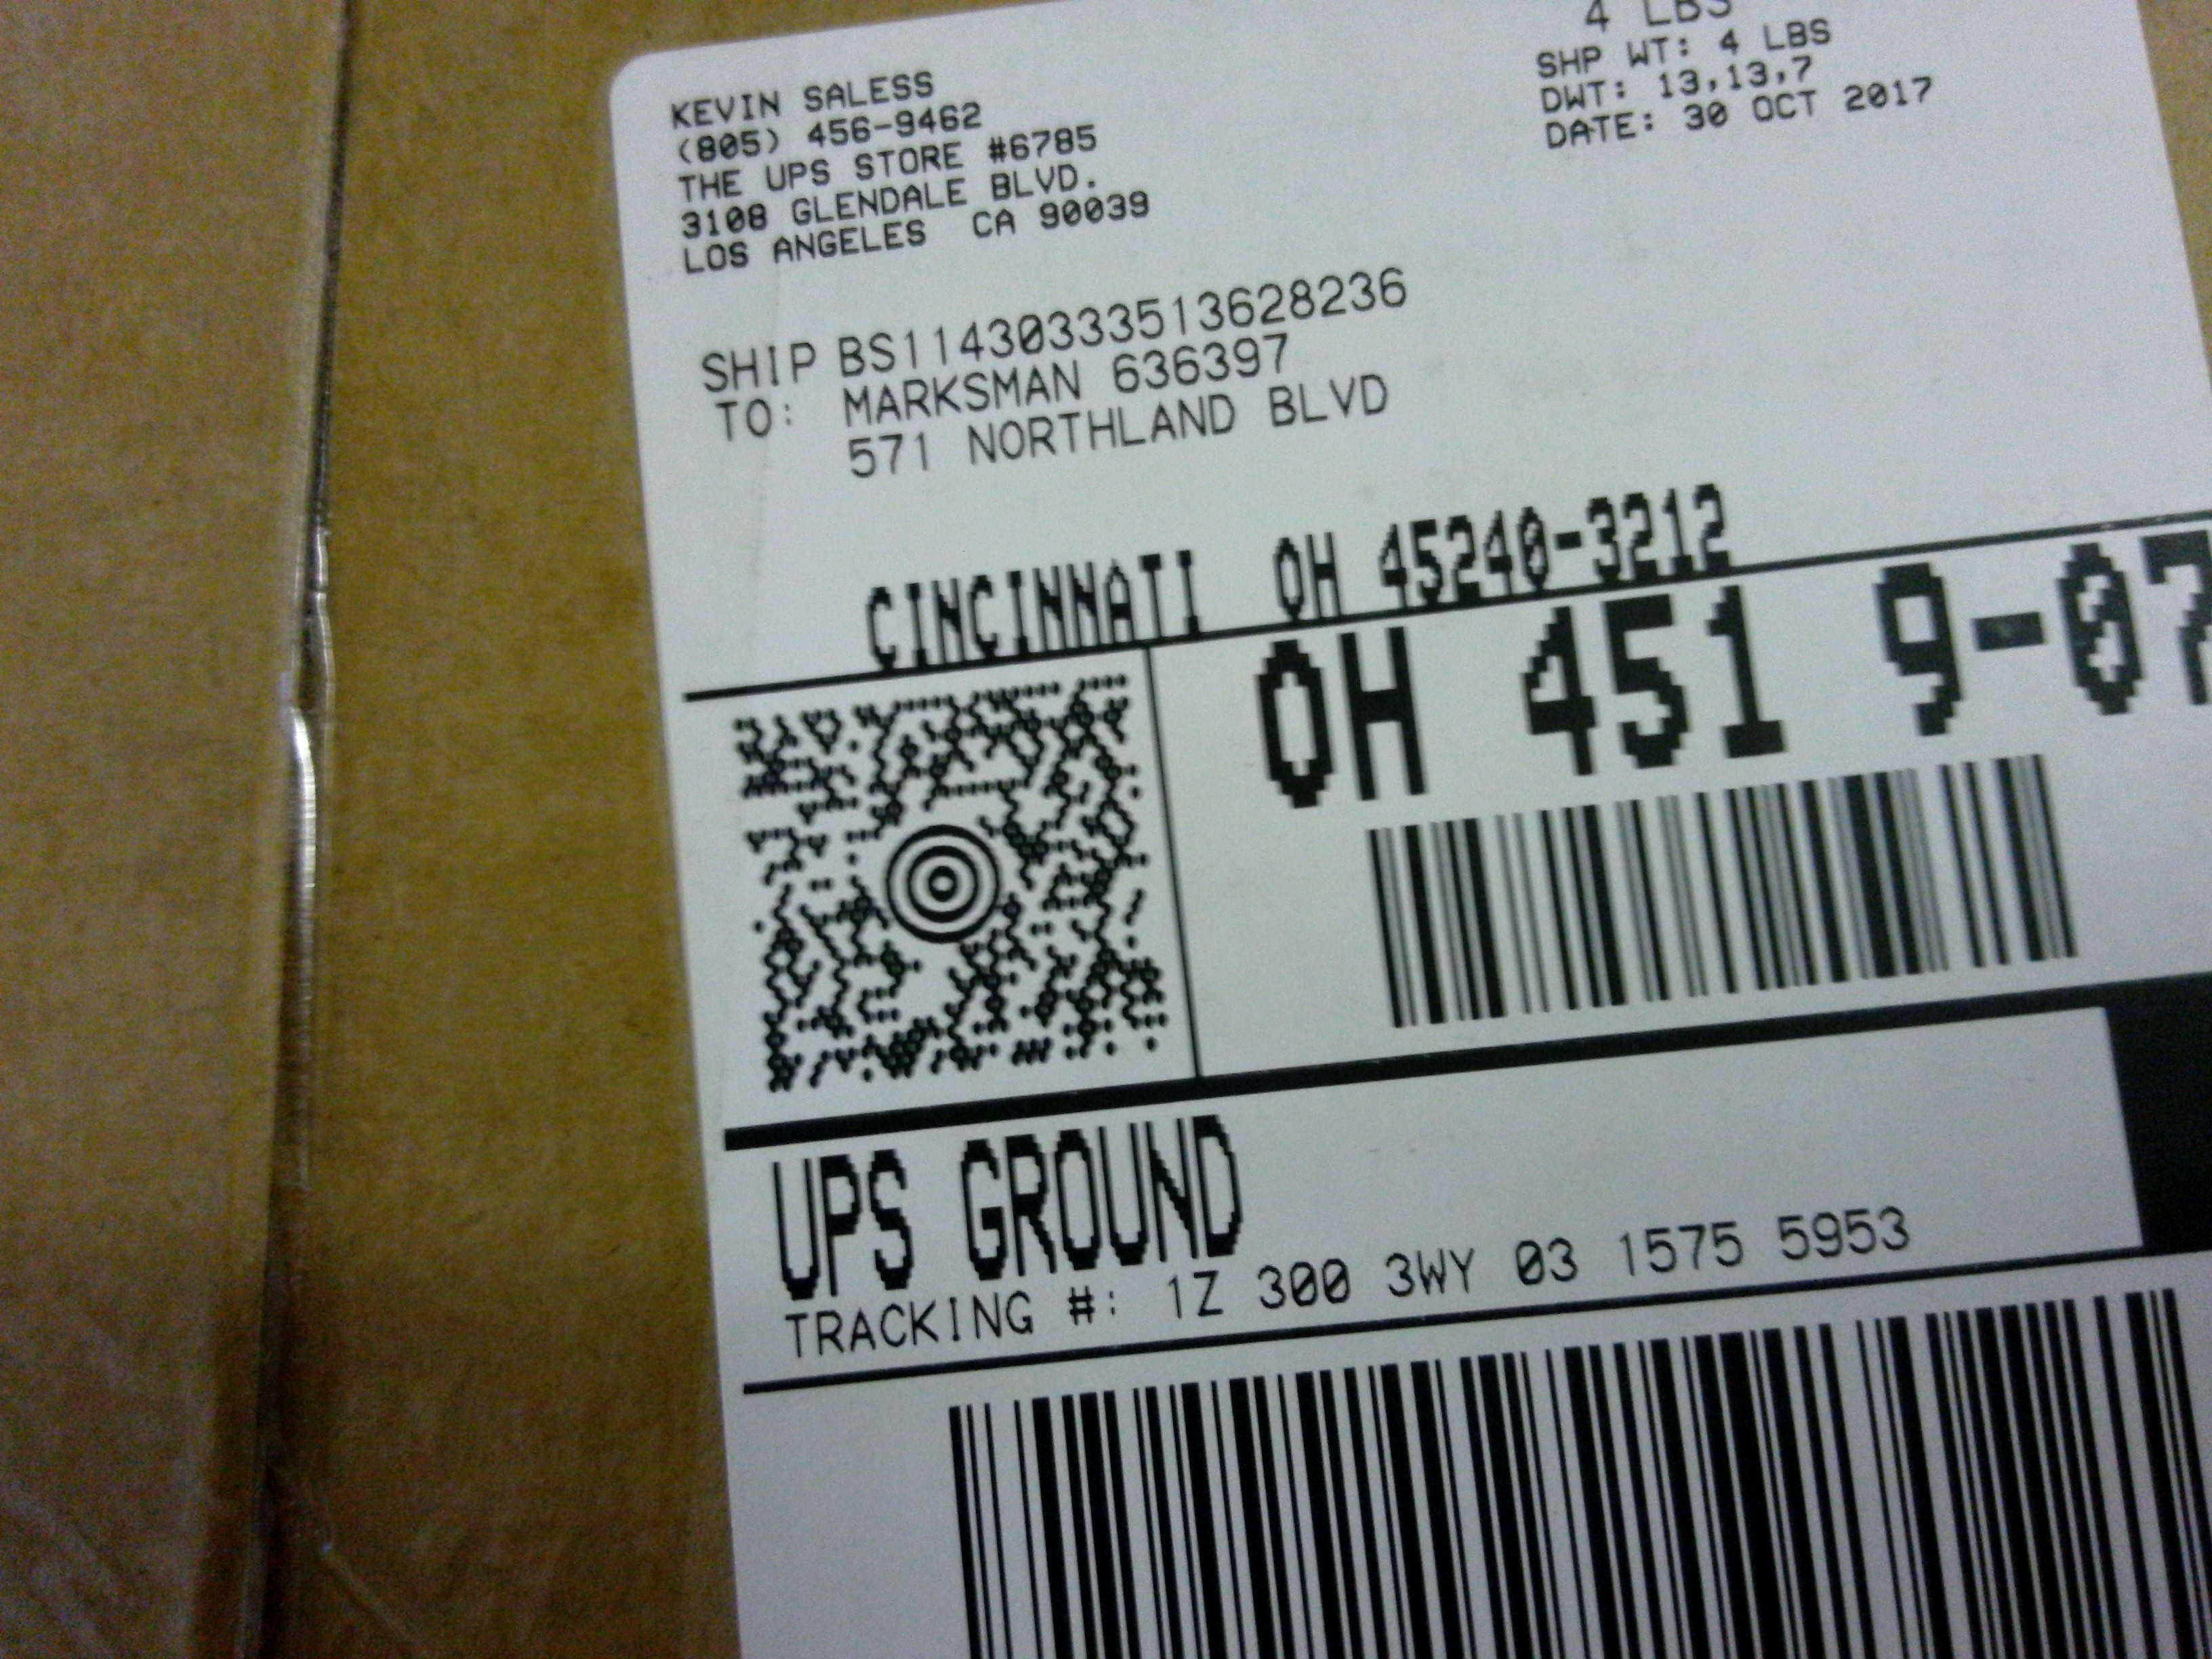 KEVIN SALESS
(805) 456-9462
THE UPS STORE #6785
3108 GLENDALE BLVD.
LOS ANGELES CA 90039
4 LBS
SHP WT: 4 LBS
DWT: 13,13,7
DATE: 30 OCT 2017
SHIP BS11430333513628236
TO: MARKSMAN 636397
571 NORTHLAND BLVD
CINCINNATI OH 45240-3212
OH 451 9-07
UPS GROUND
TRACKING #: 1Z 300 3WY 03 1575 5953